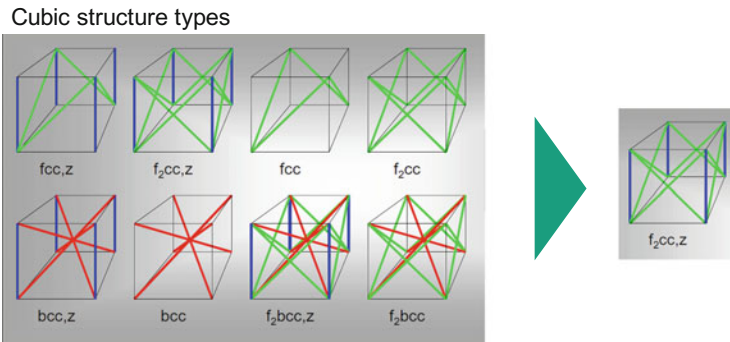 Cubic structure types
fcc,z f₂cc,z fcc f₂cc
f₂cc,z
bcc,z bcc f₂bcc,z f₂bcc